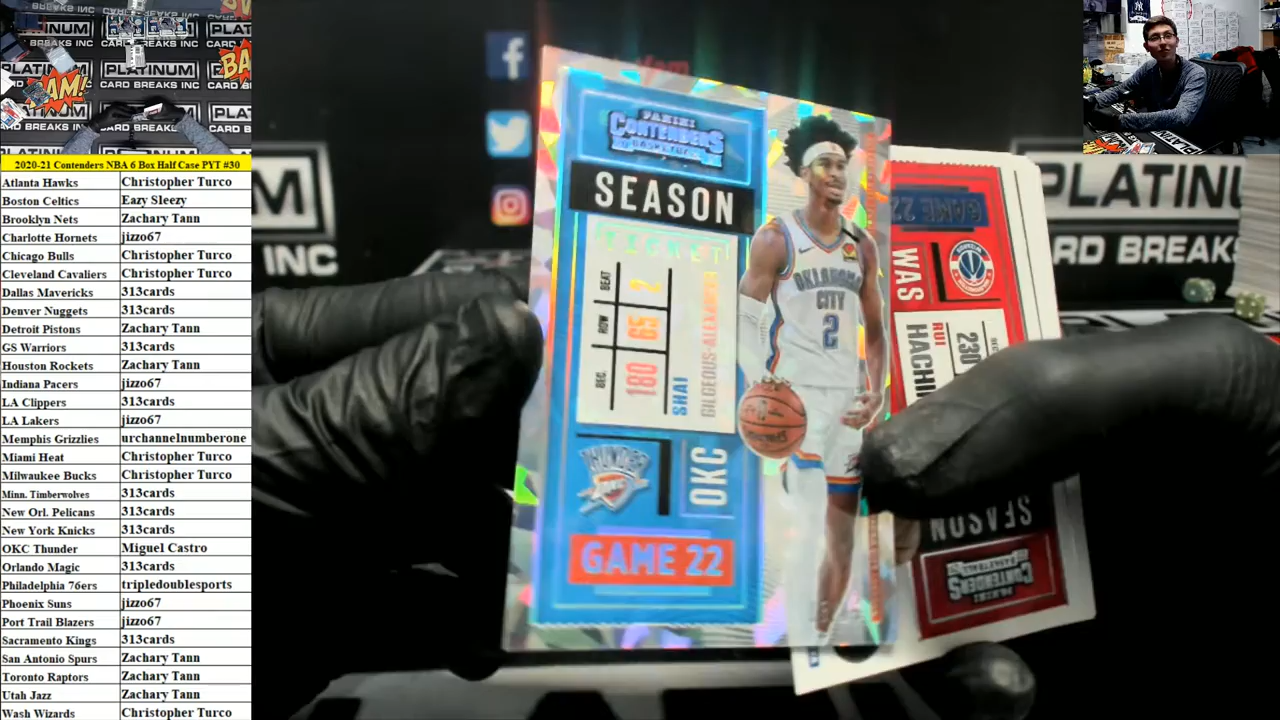 2020-21 Contenders NBA 6 Box Half Case PYT #30
Atlanta Hawks Christopher Turco
Boston Celtics Eazy Sleezy
Brooklyn Nets Zachary Tann
Charlotte Hornets jizzo67
Chicago Bulls Christopher Turco
Cleveland Cavaliers Christopher Turco
Dallas Mavericks 313cards
Denver Nuggets 313cards
Detroit Pistons Zachary Tann
GS Warriors 313cards
Houston Rockets Zachary Tann
Indiana Pacers jizzo67
LA Clippers 313cards
LA Lakers jizzo67
Memphis Grizzlies urchannelnumberone
Miami Heat Christopher Turco
Milwaukee Bucks Christopher Turco
Minn. Timberwolves 313cards
New Orl. Pelicans 313cards
New York Knicks 313cards
OKC Thunder Miguel Castro
Orlando Magic 313cards
Philadelphia 76ers tripledoublesports
Phoenix Suns jizzo67
Port Trail Blazers jizzo67
Sacramento Kings 313cards
San Antonio Spurs Zachary Tann
Toronto Raptors Zachary Tann
Utah Jazz Zachary Tann
Wash Wizards Christopher Turco
PLATINUM
CARD BREAKS INC
BAM!
PANINI
CONTENDERS
BASKETBALL
SEASON
TICKET
SEAT 2
ROW 65
SEC. 180
SHAI
GILGEOUS-ALEXANDER
THUNDER
OKC
GAME 22
OKLAHOMA
CITY
2
GAME 22
WAS
RUI
HACHI
230
SEASON
PANINI
CONTENDERS
BASKETBALL
M
INC
PLATINU
CARD BREAKS